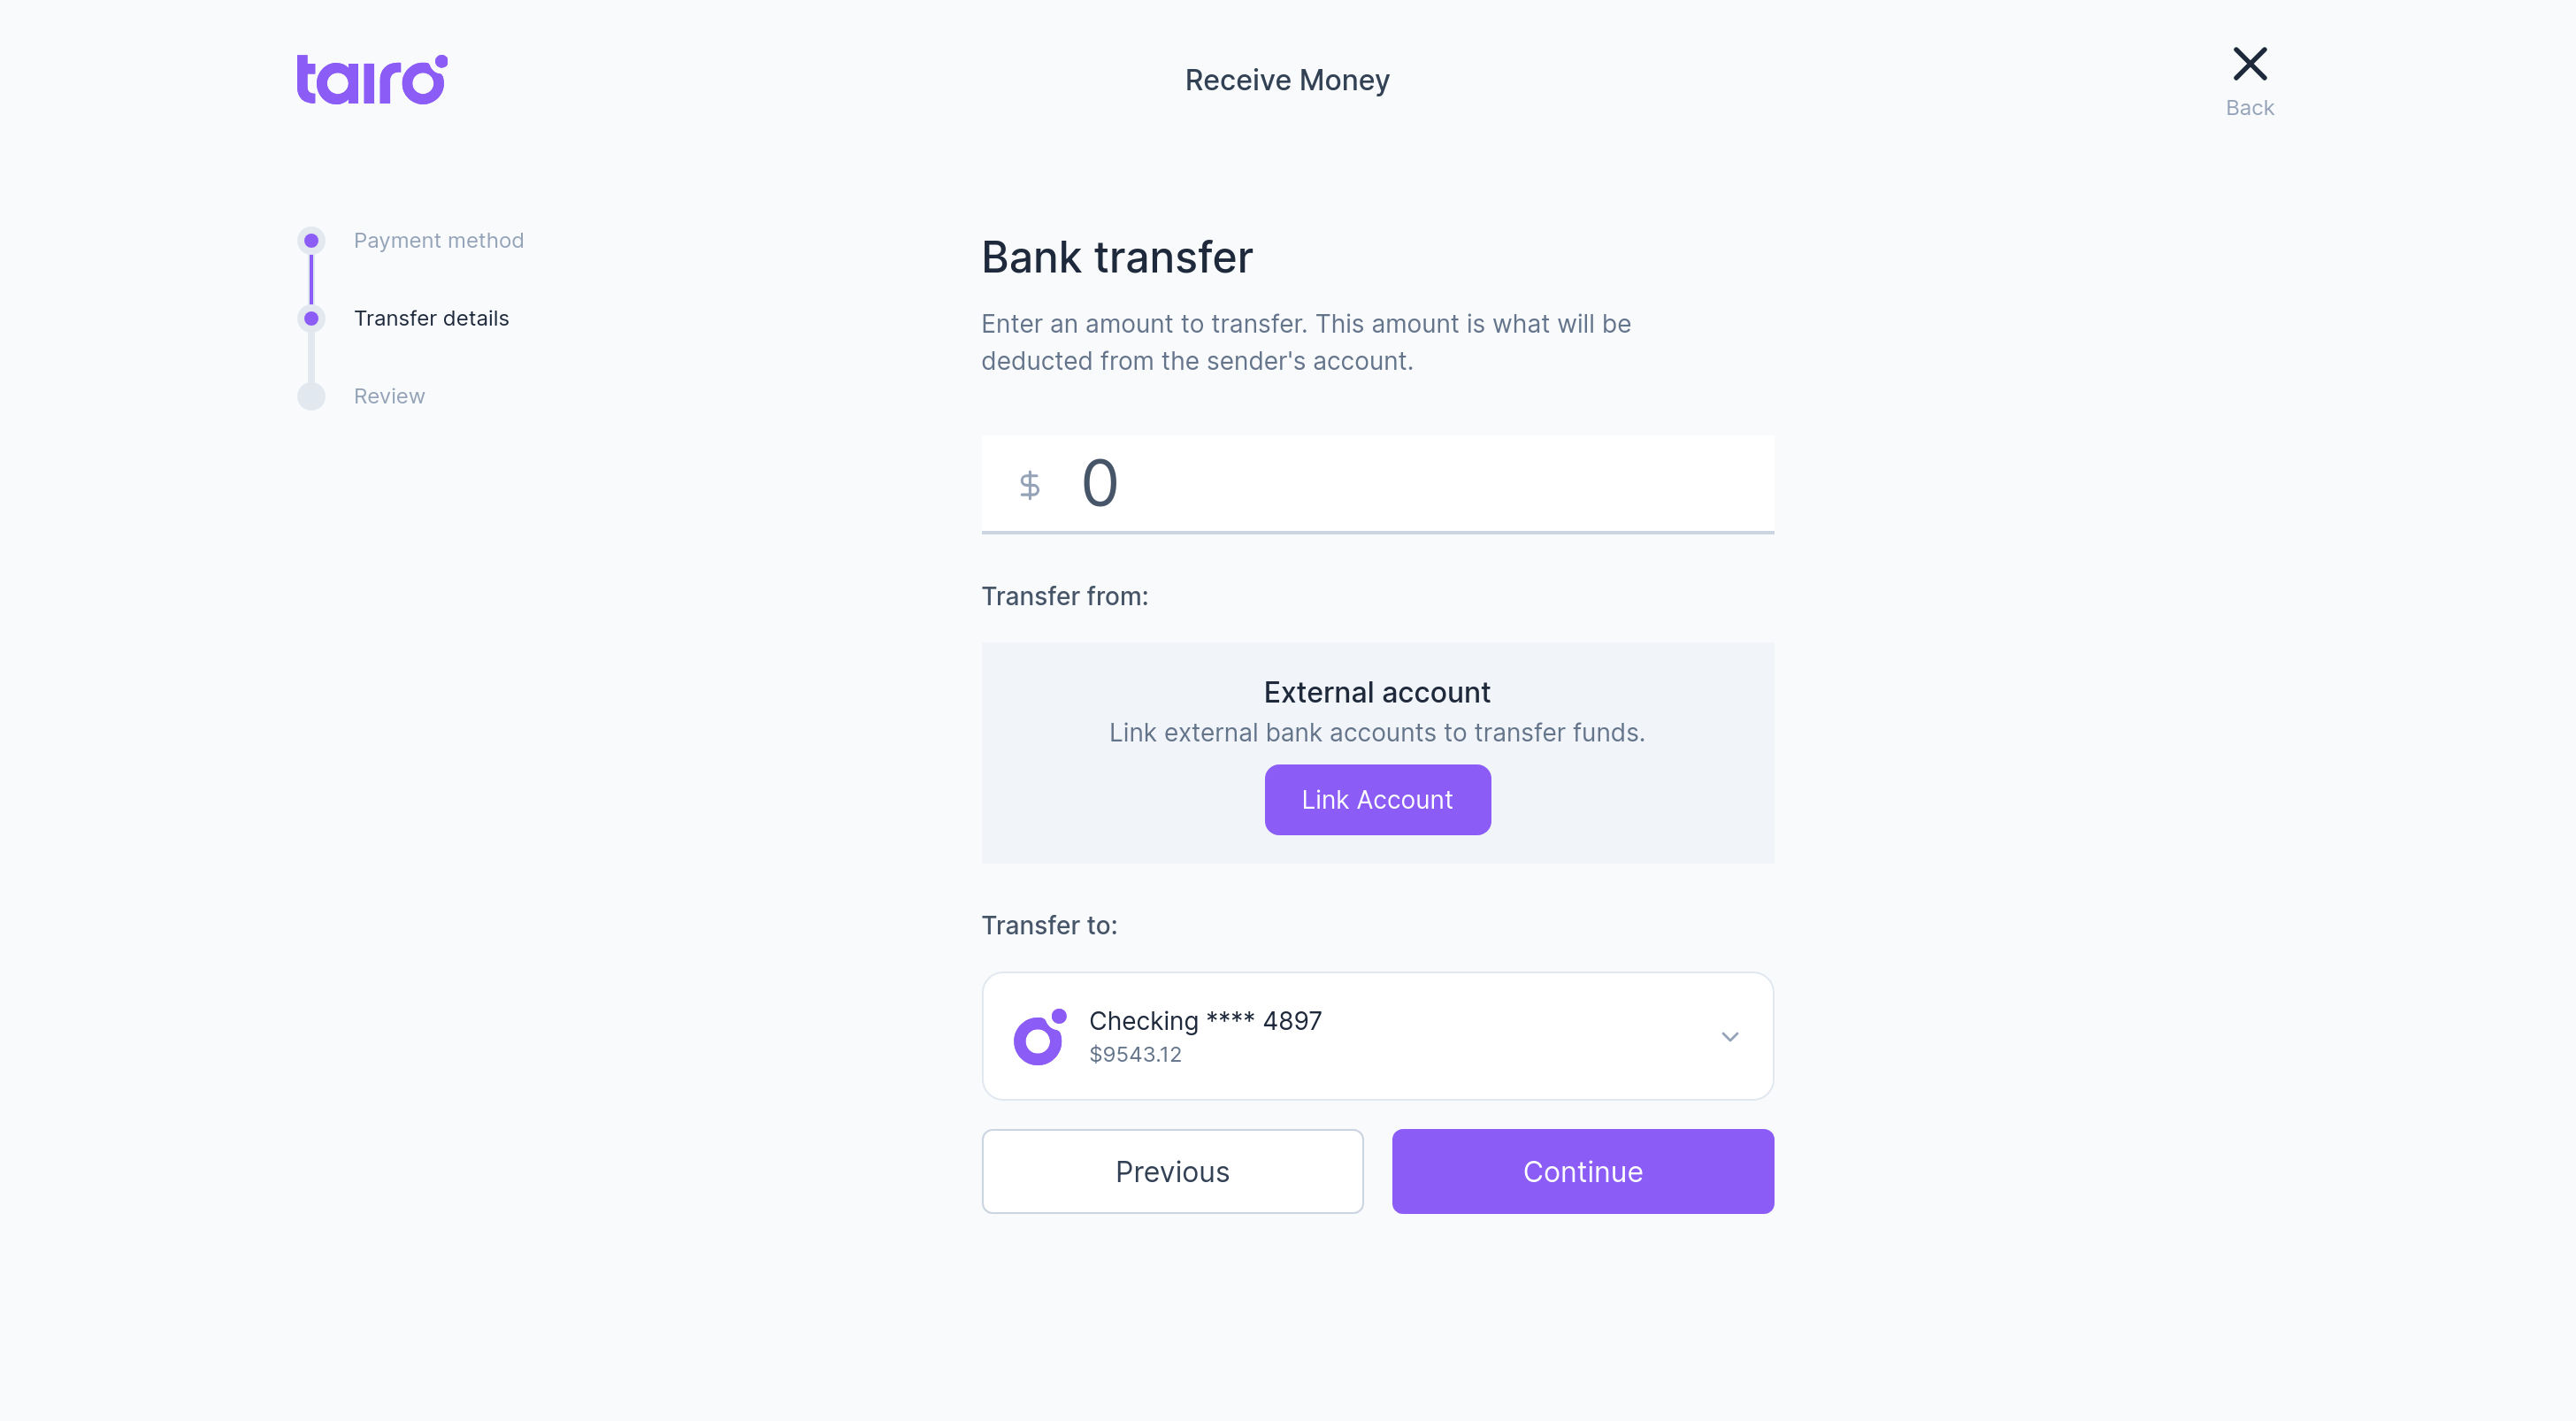 tairo
Receive Money
Back
Payment method
Transfer details
Review
Bank transfer
Enter an amount to transfer. This amount is what will be
deducted from the sender's account.
$ 0
Transfer from:
External account
Link external bank accounts to transfer funds.
Link Account
Transfer to:
Checking **** 4897
$9543.12
Previous
Continue